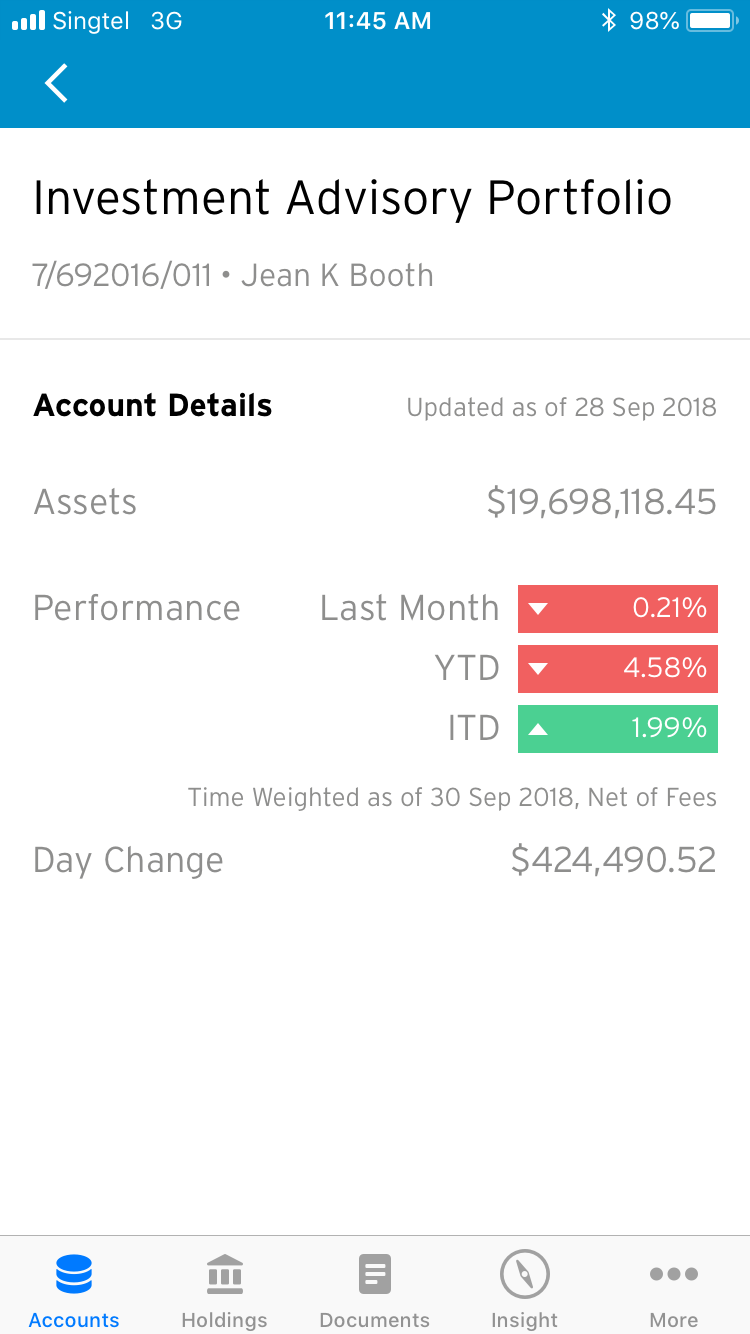 Singtel 3G 11:45 AM 98%
Investment Advisory Portfolio
7/692016/011 • Jean K Booth
Account Details Updated as of 28 Sep 2018
Assets $19,698,118.45
Performance Last Month 0.21%
YTD 4.58%
ITD 1.99%
Time Weighted as of 30 Sep 2018, Net of Fees
Day Change $424,490.52
Accounts Holdings Documents Insight More